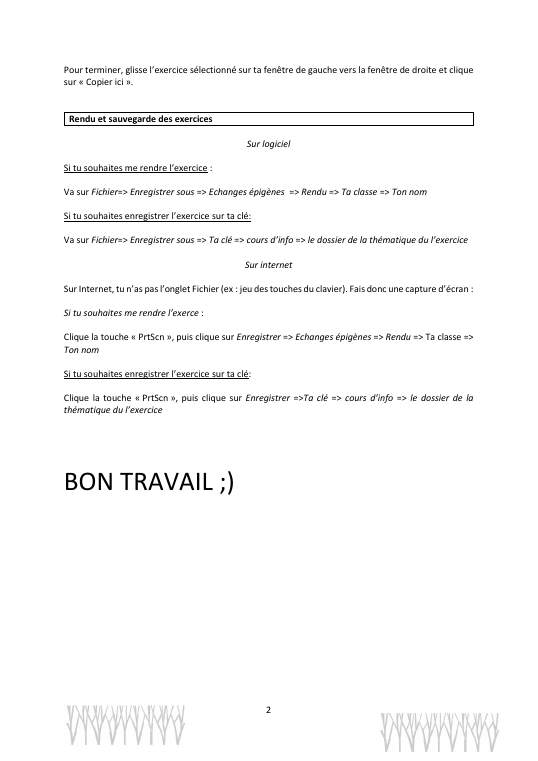 Pour terminer, glisse l'exercice sélectionné sur ta fenêtre de gauche vers la fenêtre de droite et clique
sur « Copier ici ».
Rendu et sauvegarde des exercices
Sur logiciel
Si tu souhaites me rendre l'exercice :
Va sur Fichier=> Enregistrer sous => Echanges épigènes => Rendu => Ta classe => Ton nom
Si tu souhaites enregistrer l'exercice sur ta clé:
Va sur Fichier=> Enregistrer sous => Ta clé => cours d'info => le dossier de la thématique du l'exercice
Sur internet
Sur Internet, tu n'as pas l'onglet Fichier (ex : jeu des touches du clavier). Fais donc une capture d'écran :
Si tu souhaites me rendre l'exerce :
Clique la touche « PrtScn », puis clique sur Enregistrer => Echanges épigènes => Rendu => Ta classe =>
Ton nom
Si tu souhaites enregistrer l'exercice sur ta clé:
Clique la touche « PrtScn », puis clique sur Enregistrer =>Ta clé => cours d'info => le dossier de la
thématique du l'exercice
BON TRAVAIL ;)
2